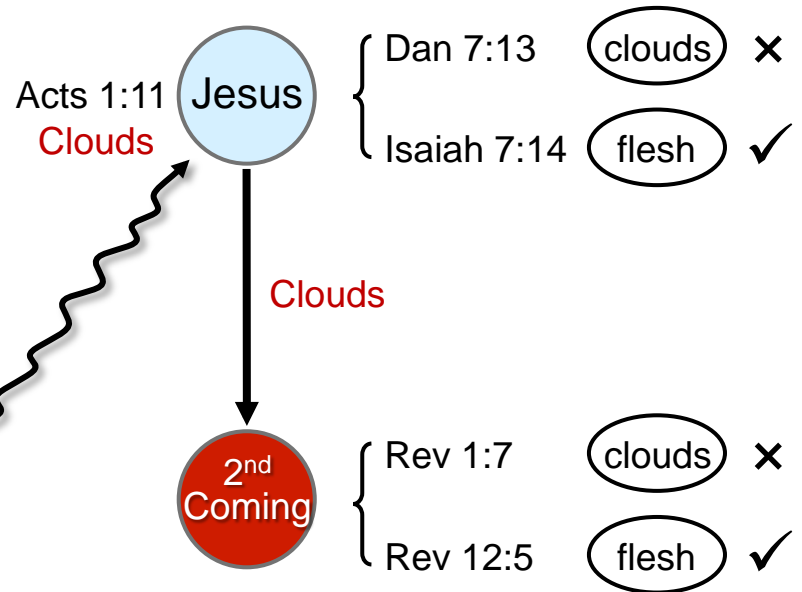 Dan 7:13 clouds ×
Acts 1:11 Jesus
Clouds
Isaiah 7:14 flesh ✓
Clouds
Rev 1:7 clouds ×
2nd
Coming
Rev 12:5 flesh ✓